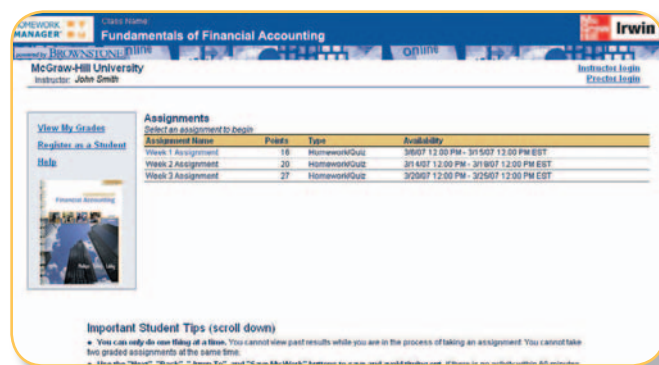 HOMEWORK
MANAGER
Class Name:
Fundamentals of Financial Accounting
Irwin
powered by BROWNSTONE
online
online
McGraw-Hill University
Instructor: John Smith
Instructor login
Proctor login
View My Grades
Register as a Student
Help
Financial Accounting
Assignments
Select an assignment to begin
Assignment Name Points Type Availability
Week 1 Assignment 16 Homework/Quiz 3/8/07 12:00 PM - 3/15/07 12:00 PM EST
Week 2 Assignment 20 Homework/Quiz 3/14/07 12:00 PM - 3/19/07 12:00 PM EST
Week 3 Assignment 27 Homework/Quiz 3/20/07 12:00 PM - 3/25/07 12:00 PM EST
Important Student Tips (scroll down)
• You can only do one thing at a time. You cannot view past results while you are in the process of taking an assignment. You cannot take
two graded assignments at the same time.